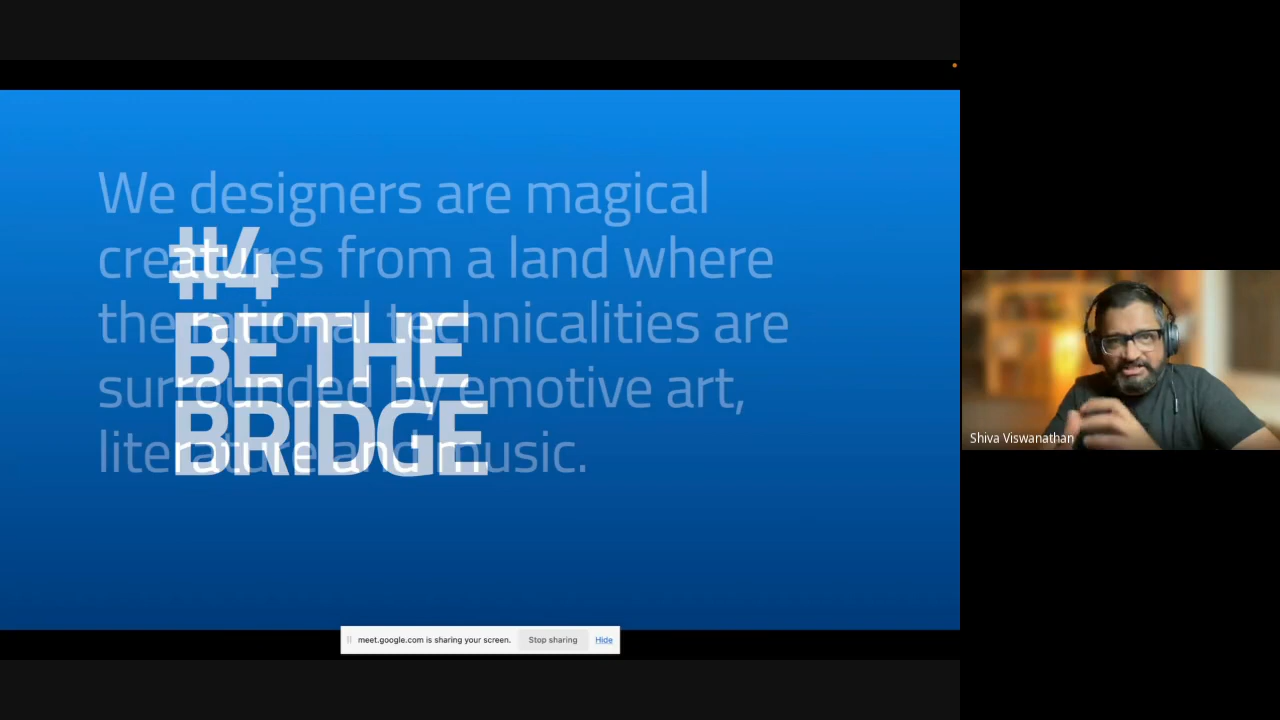 We designers are magical
creatures from a land where
the rational technicalities are
surrounded by emotive art,
literature and music.
#4
BE THE
BRIDGE
meet.google.com is sharing your screen.
Stop sharing
Hide
Shiva Viswanathan